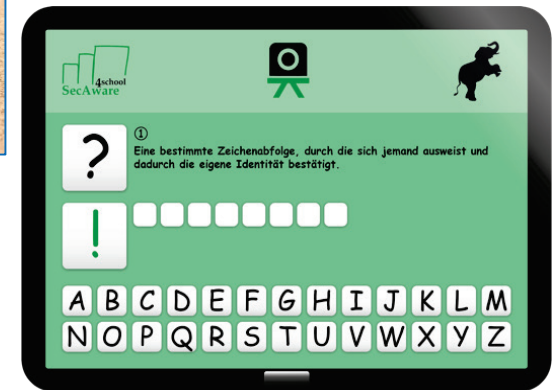 4school
SecAware
?
①
Eine bestimmte Zeichenabfolge, durch die sich jemand ausweist und
dadurch die eigene Identität bestätigt.
!
A B C D E F G H I J K L M
N O P Q R S T U V W X Y Z